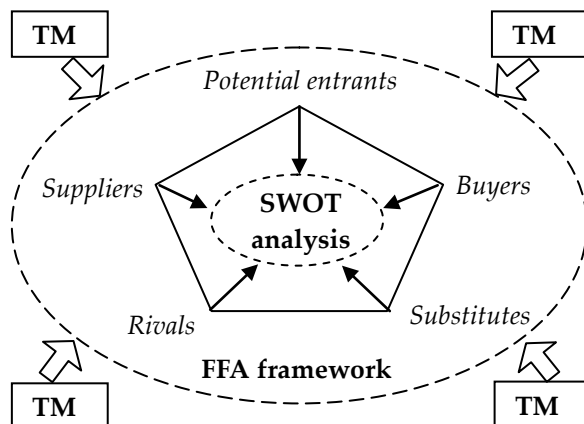 TM
TM
Potential entrants
Suppliers
Buyers
SWOT
analysis
Rivals
Substitutes
FFA framework
TM
TM